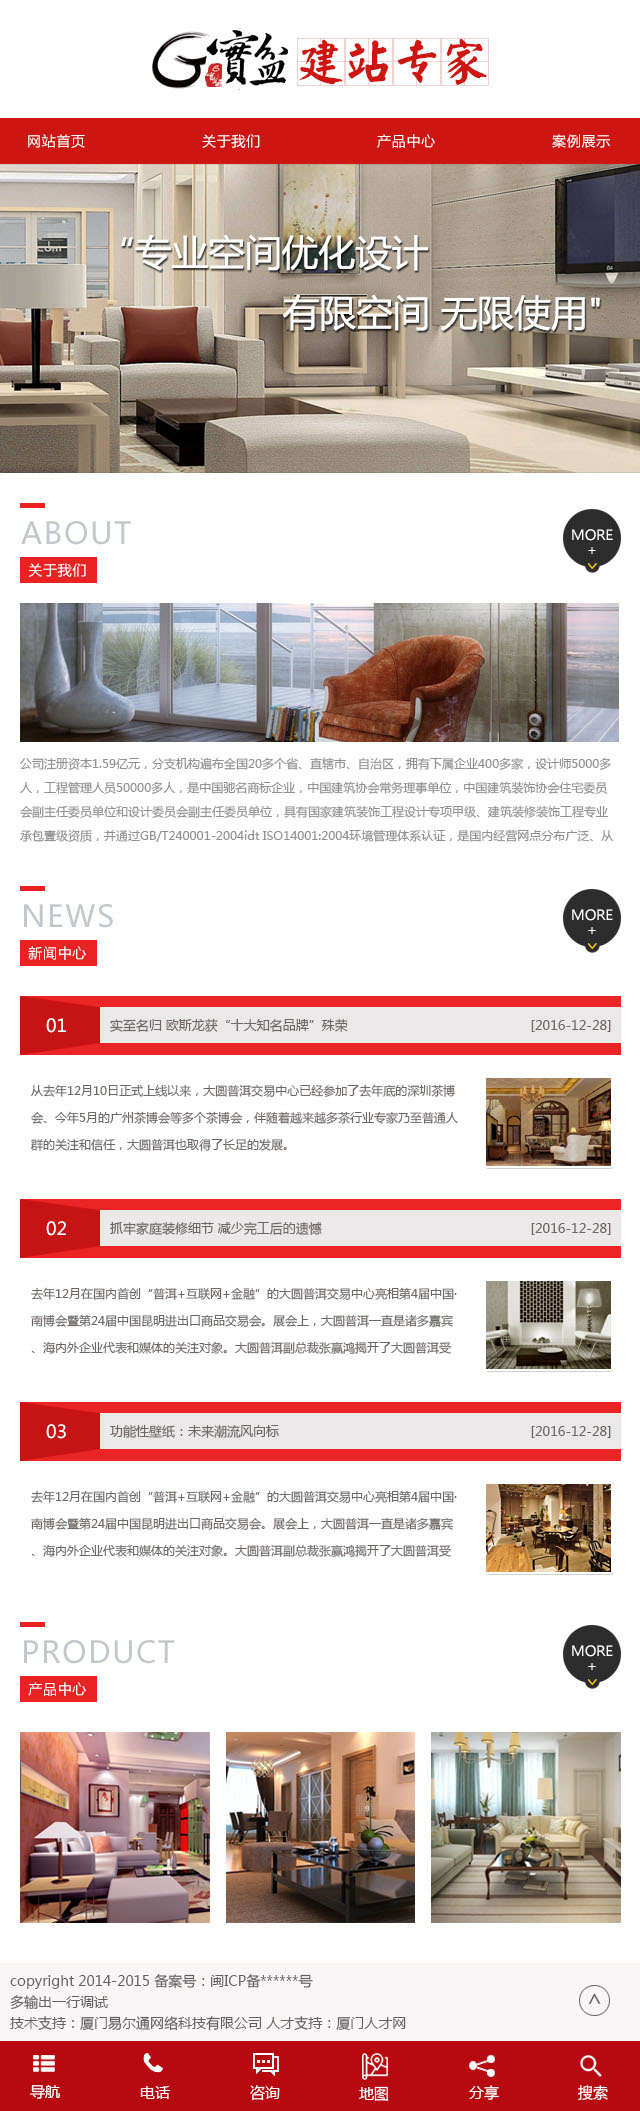 G寶盆 建站专家
网站首页 关于我们 产品中心 案例展示
“专业空间优化设计
有限空间 无限使用"
ABOUT
MORE
+
关于我们
公司注册资本1.59亿元，分支机构遍布全国20多个省、直辖市、自治区，拥有下属企业400多家，设计师5000多
人，工程管理人员50000多人，是中国驰名商标企业，中国建筑协会常务理事单位，中国建筑装饰协会住宅委员
会副主任委员单位和设计委员会副主任委员单位，具有国家建筑装饰工程设计专项甲级、建筑装修装饰工程专业
承包壹级资质，并通过GB/T240001-2004idt ISO14001:2004环境管理体系认证，是国内经营网点分布广泛、从
NEWS
MORE
+
新闻中心
01 实至名归 欧斯龙获“十大知名品牌”殊荣 [2016-12-28]
从去年12月10日正式上线以来，大圆普洱交易中心已经参加了去年底的深圳茶博
会、今年5月的广州茶博会等多个茶博会，伴随着越来越多茶行业专家乃至普通人
群的关注和信任，大圆普洱也取得了长足的发展。
02 抓牢家庭装修细节 减少完工后的遗憾 [2016-12-28]
去年12月在国内首创“普洱+互联网+金融”的大圆普洱交易中心亮相第4届中国·
南博会暨第24届中国昆明进出口商品交易会。展会上，大圆普洱一直是诸多嘉宾
、海内外企业代表和媒体的关注对象。大圆普洱副总裁张赢鸿揭开了大圆普洱受
03 功能性壁纸：未来潮流风向标 [2016-12-28]
去年12月在国内首创“普洱+互联网+金融”的大圆普洱交易中心亮相第4届中国·
南博会暨第24届中国昆明进出口商品交易会。展会上，大圆普洱一直是诸多嘉宾
、海内外企业代表和媒体的关注对象。大圆普洱副总裁张赢鸿揭开了大圆普洱受
PRODUCT
MORE
+
产品中心
copyright 2014-2015 备案号：闽ICP备******号
多输出一行调试
技术支持：厦门易尔通网络科技有限公司 人才支持：厦门人才网
导航 电话 咨询 地图 分享 搜索